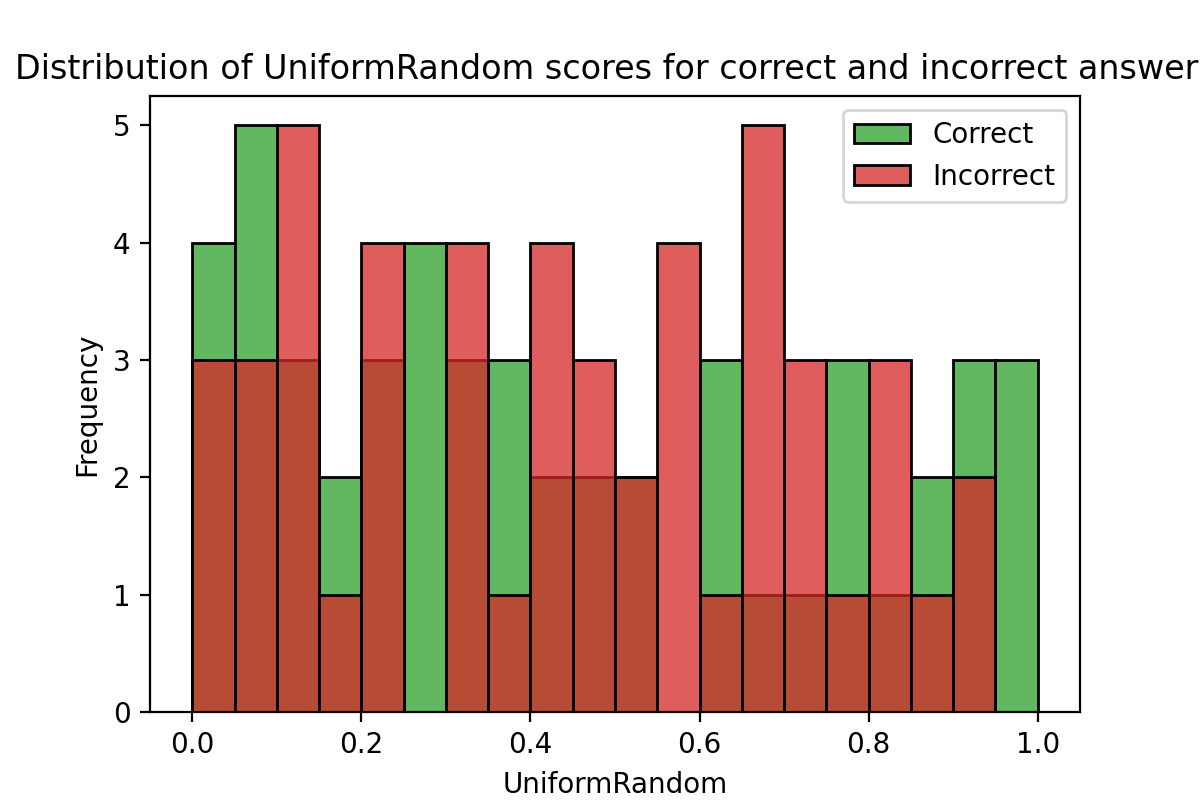 Distribution of UniformRandom scores for correct and incorrect answer
Correct
Incorrect
5
4
3
2
1
0
Frequency
0.0 0.2 0.4 0.6 0.8 1.0
UniformRandom